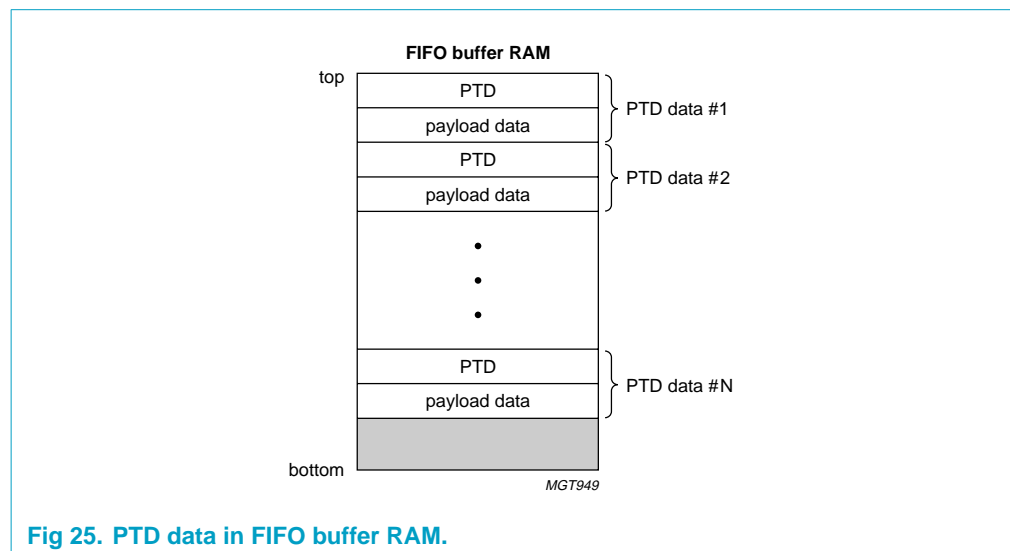 FIFO buffer RAM
top
PTD
payload data
PTD data #1
PTD
payload data
PTD data #2
PTD
payload data
PTD data #N
bottom
MGT949
Fig 25. PTD data in FIFO buffer RAM.